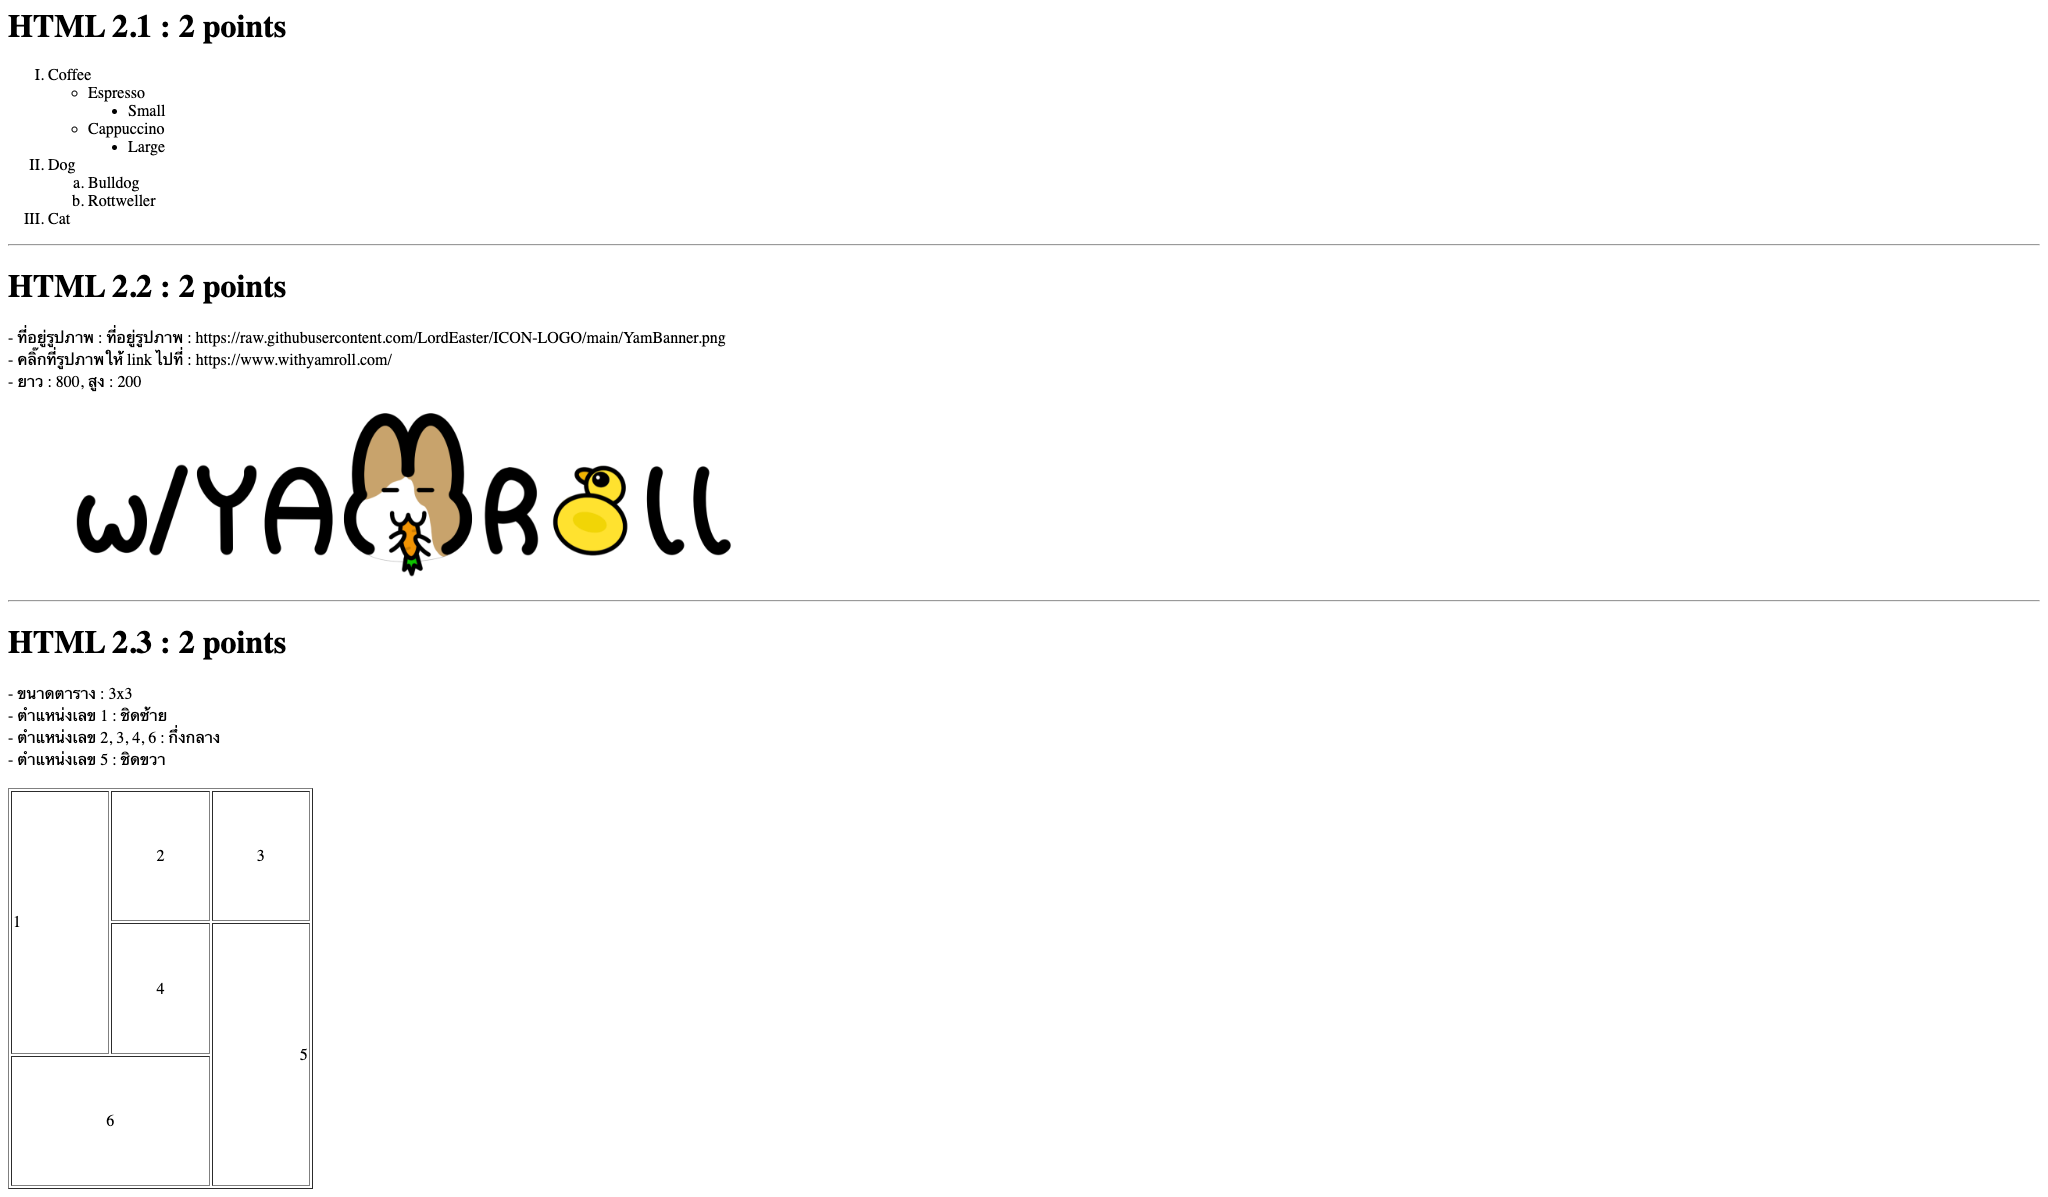 HTML 2.1 : 2 points
I. Coffee
◦ Espresso
• Small
◦ Cappuccino
• Large
II. Dog
a. Bulldog
b. Rottweller
III. Cat
HTML 2.2 : 2 points
- ที่อยู่รูปภาพ : ที่อยู่รูปภาพ : https://raw.githubusercontent.com/LordEaster/ICON-LOGO/main/YamBanner.png
- คลิ๊กที่รูปภาพให้ link ไปที่ : https://www.withyamroll.com/
- ยาว : 800, สูง : 200
w/YAMROLL
HTML 2.3 : 2 points
- ขนาดตาราง : 3x3
- ตำแหน่งเลข 1 : ชิดซ้าย
- ตำแหน่งเลข 2, 3, 4, 6 : กึ่งกลาง
- ตำแหน่งเลข 5 : ชิดขวา
2 3
1
4
5
6